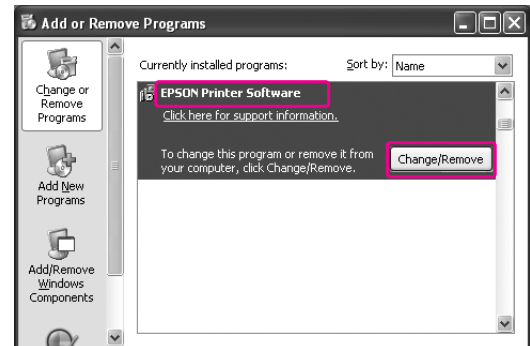 Add or Remove Programs
Change or
Remove
Programs
Add New
Programs
Add/Remove
Windows
Components
Currently installed programs:
Sort by:
Name
EPSON Printer Software
Click here for support information.
To change this program or remove it from
your computer, click Change/Remove.
Change/Remove